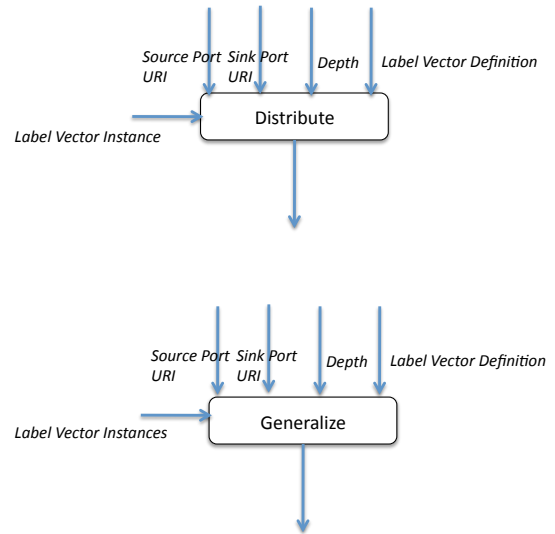 Source Port URI
Sink Port URI
Depth
Label Vector Definition
Distribute
Label Vector Instance
Source Port URI
Sink Port URI
Depth
Label Vector Definition
Generalize
Label Vector Instances